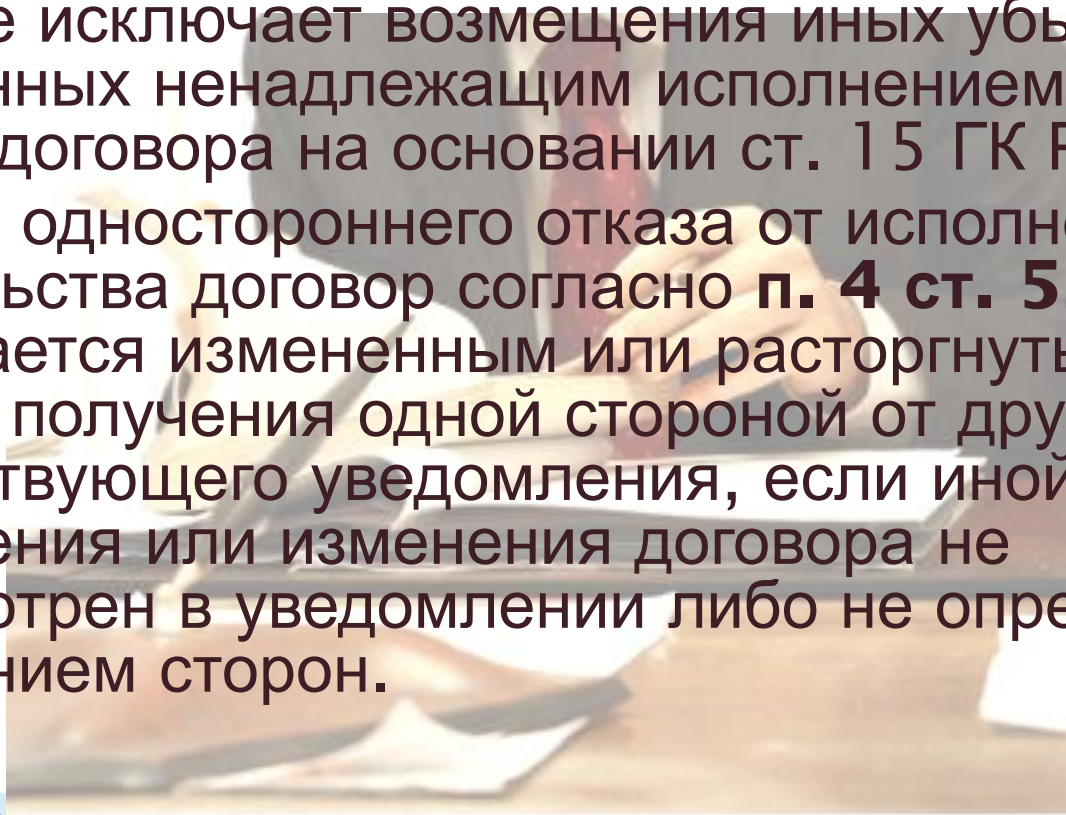 е исключает возмещения иных убы
нных ненадлежащим исполнением
договора на основании ст. 15 ГК Р
одностороннего отказа от исполне
ьства договор согласно п. 4 ст. 5
ается измененным или расторгнуты
получения одной стороной от дру
твующего уведомления, если иной
ения или изменения договора не
отрен в уведомлении либо не опре
нием сторон.